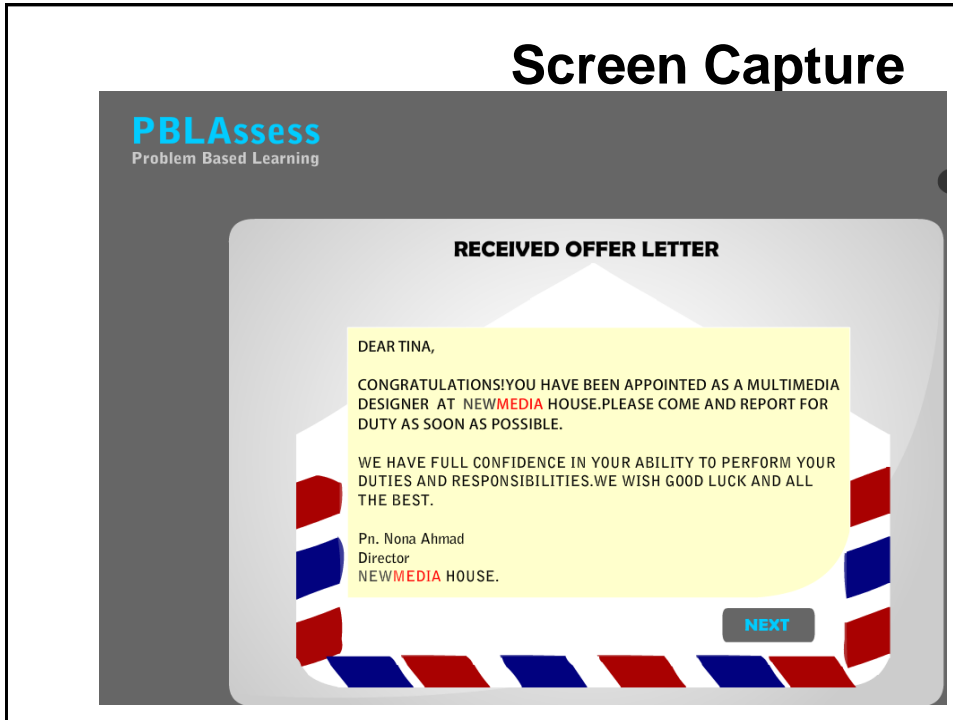 Screen Capture
PBLAssess
Problem Based Learning
RECEIVED OFFER LETTER
DEAR TINA,
CONGRATULATIONS!YOU HAVE BEEN APPOINTED AS A MULTIMEDIA
DESIGNER AT NEWMEDIA HOUSE.PLEASE COME AND REPORT FOR
DUTY AS SOON AS POSSIBLE.
WE HAVE FULL CONFIDENCE IN YOUR ABILITY TO PERFORM YOUR
DUTIES AND RESPONSIBILITIES.WE WISH GOOD LUCK AND ALL
THE BEST.
Pn. Nona Ahmad
Director
NEWMEDIA HOUSE.
NEXT